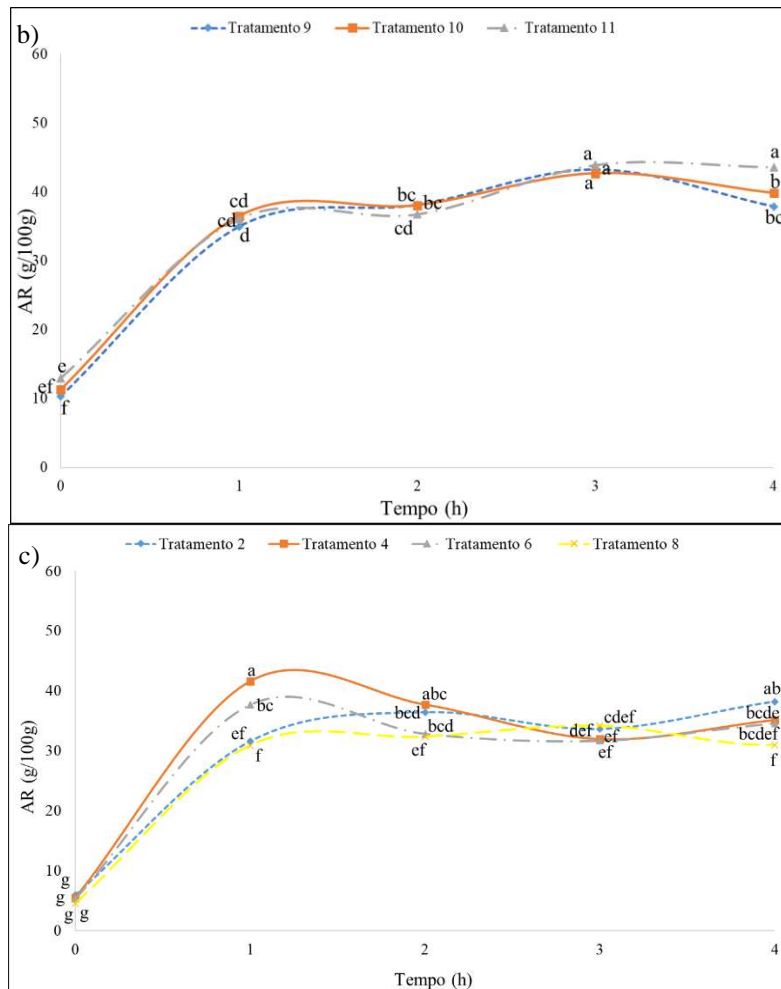 b)
Tratamento 9 Tratamento 10 Tratamento 11
60
50
40
30
20
10
0
AR (g/100g)
a a
a
a
b
bc
cd
cd
d
bc
bc
cd
e
ef
f
0 1 2 3 4
Tempo (h)
c)
Tratamento 2 Tratamento 4 Tratamento 6 Tratamento 8
60
50
40
30
20
10
0
AR (g/100g)
a
bc
ef
f
abc
bcd
bcd
ef
cdef
def
ef
ef
ab
bcde
bcdef
f
g
g
g g
0 1 2 3 4
Tempo (h)